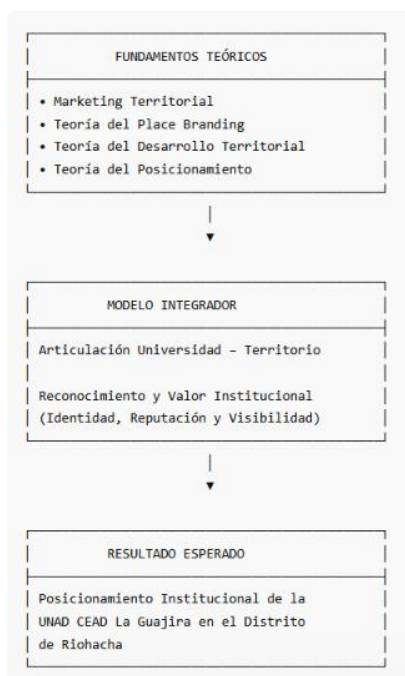 FUNDAMENTOS TEÓRICOS
• Marketing Territorial
• Teoría del Place Branding
• Teoría del Desarrollo Territorial
• Teoría del Posicionamiento
MODELO INTEGRADOR
Articulación Universidad – Territorio
Reconocimiento y Valor Institucional
(Identidad, Reputación y Visibilidad)
RESULTADO ESPERADO
Posicionamiento Institucional de la
UNAD CEAD La Guajira en el Distrito
de Riohacha